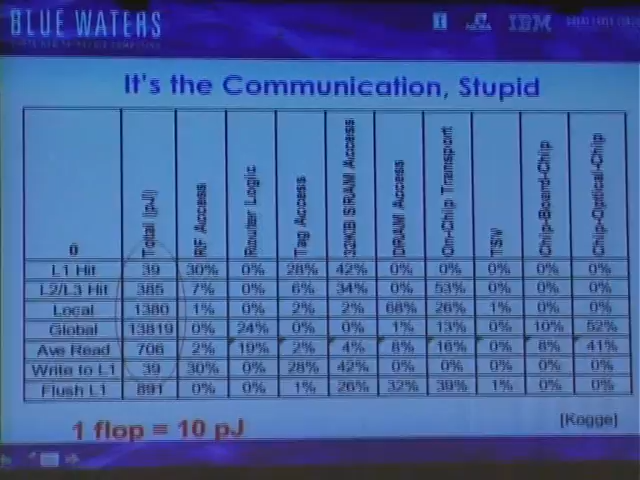 BLUE WATERS
I
NCSA
IBM
It's the Communication, Stupid
0 Total (pJ) RF Access Router Logic Tag Access 32KB SRAM Access DRAM Access On-Chip Transport TSV Chip-Board-Chip Chip-Optical-Chip
L1 Hit 39 30% 0% 28% 42% 0% 0% 0% 0% 0%
L2/L3 Hit 385 7% 0% 6% 34% 0% 53% 0% 0% 0%
Local 1380 1% 0% 2% 2% 68% 26% 1% 0% 0%
Global 13819 0% 24% 0% 0% 1% 13% 0% 10% 52%
Ave Read 706 2% 19% 2% 4% 8% 16% 0% 8% 41%
Write to L1 39 30% 0% 28% 42% 0% 0% 0% 0% 0%
Flush L1 891 0% 0% 1% 26% 32% 39% 1% 0% 0%
1 flop = 10 pJ
[Kogge]